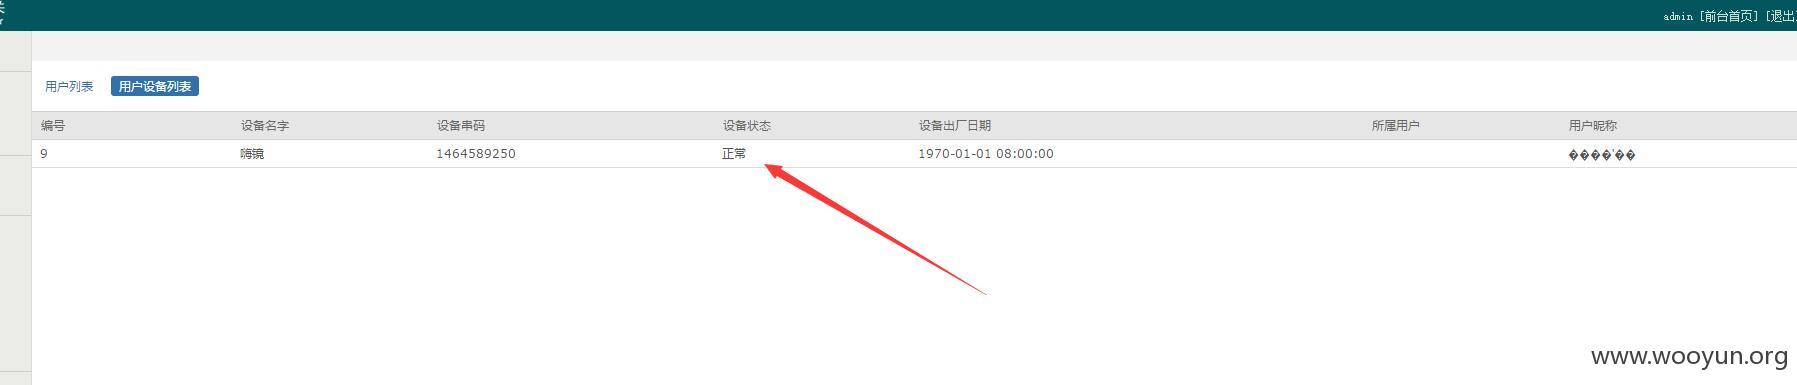 admin [前台首页] [退出]
用户列表 用户设备列表
编号 设备名字 设备串码 设备状态 设备出厂日期 所属用户 用户昵称
9 嗨镜 1464589250 正常 1970-01-01 08:00:00 ����'��
www.wooyun.org